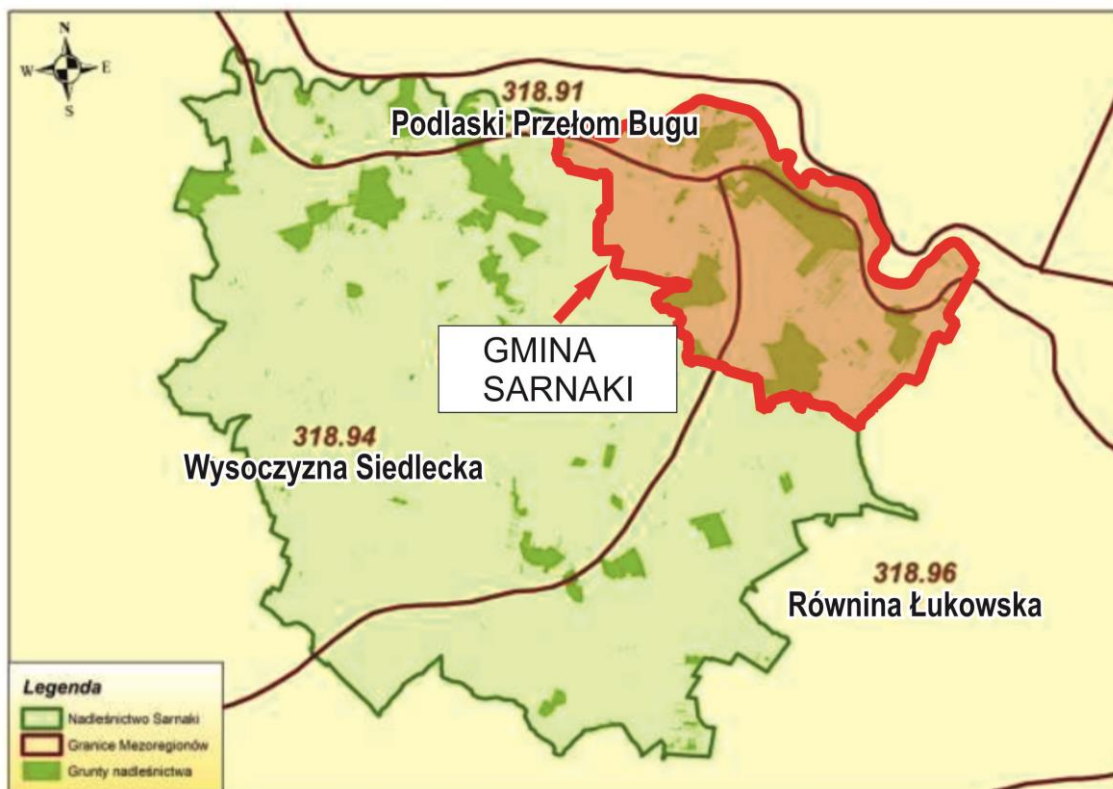 N
W E
S
318.91
Podlaski Przełom Bugu
GMINA
SARNAKI
318.94
Wysoczyzna Siedlecka
318.96
Równina Łukowska
Legenda
Nadleśnictwo Sarnaki
Granice Mezoregionów
Grunty nadleśnictwa